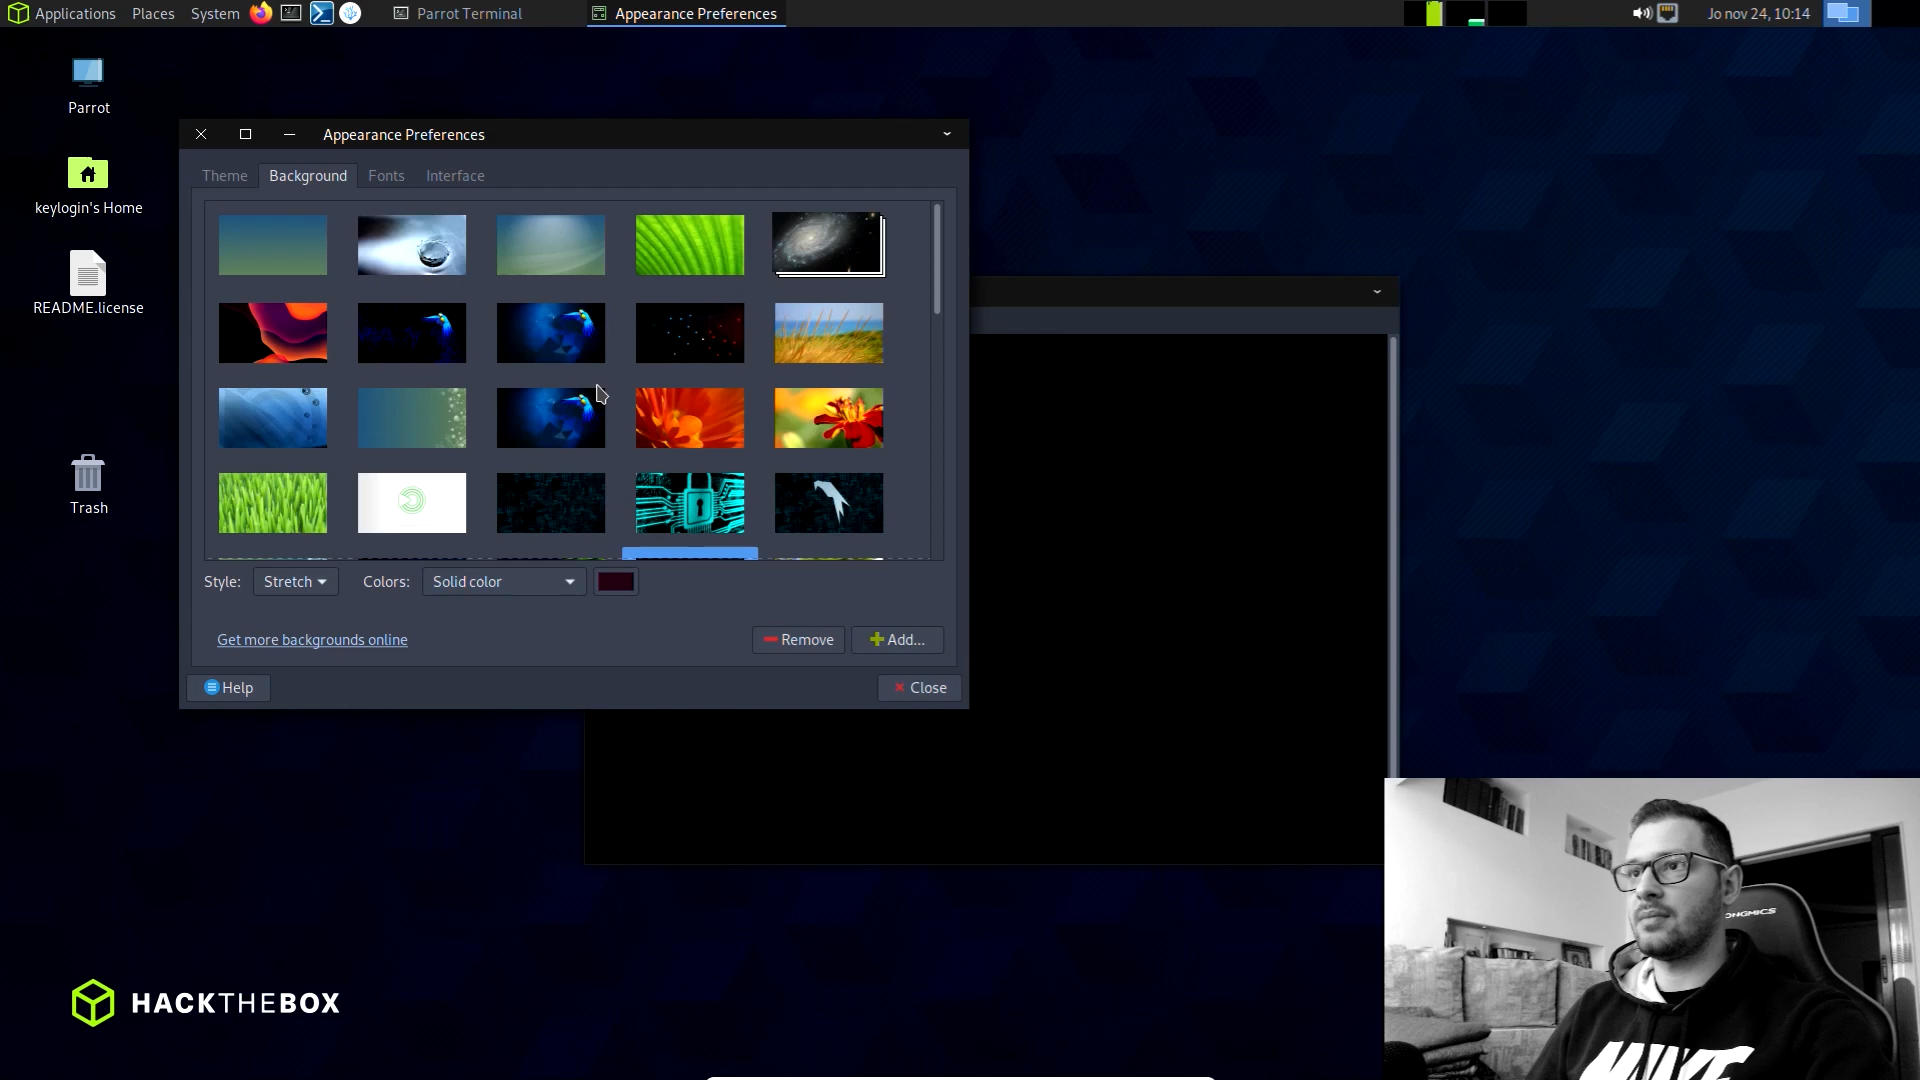 Applications Places System Parrot Terminal Appearance Preferences Jo nov 24, 10:14
Parrot
keylogin's Home
README.license
Trash
Appearance Preferences
Theme Background Fonts Interface
Style: Stretch Colors: Solid color
Get more backgrounds online Remove Add...
Help Close
HACKTHEBOX